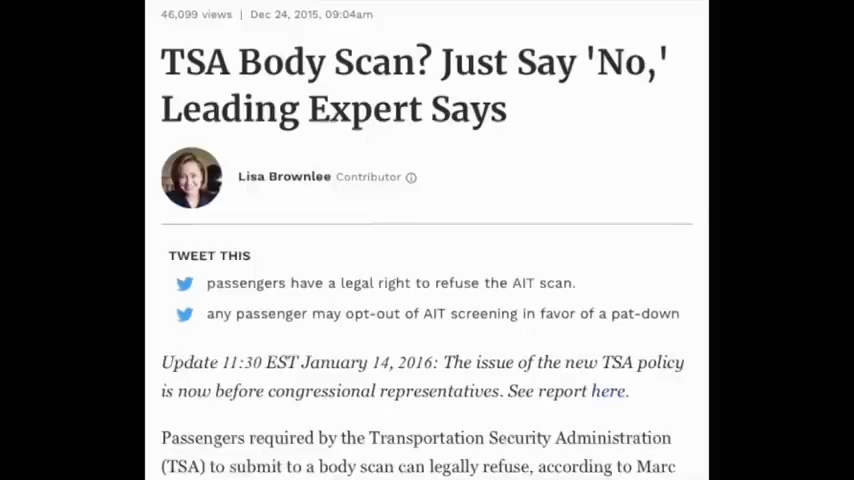 46,099 views | Dec 24, 2015, 09:04am
TSA Body Scan? Just Say 'No,'
Leading Expert Says
Lisa Brownlee Contributor
TWEET THIS
passengers have a legal right to refuse the AIT scan.
any passenger may opt-out of AIT screening in favor of a pat-down
Update 11:30 EST January 14, 2016: The issue of the new TSA policy
is now before congressional representatives. See report here.
Passengers required by the Transportation Security Administration
(TSA) to submit to a body scan can legally refuse, according to Marc